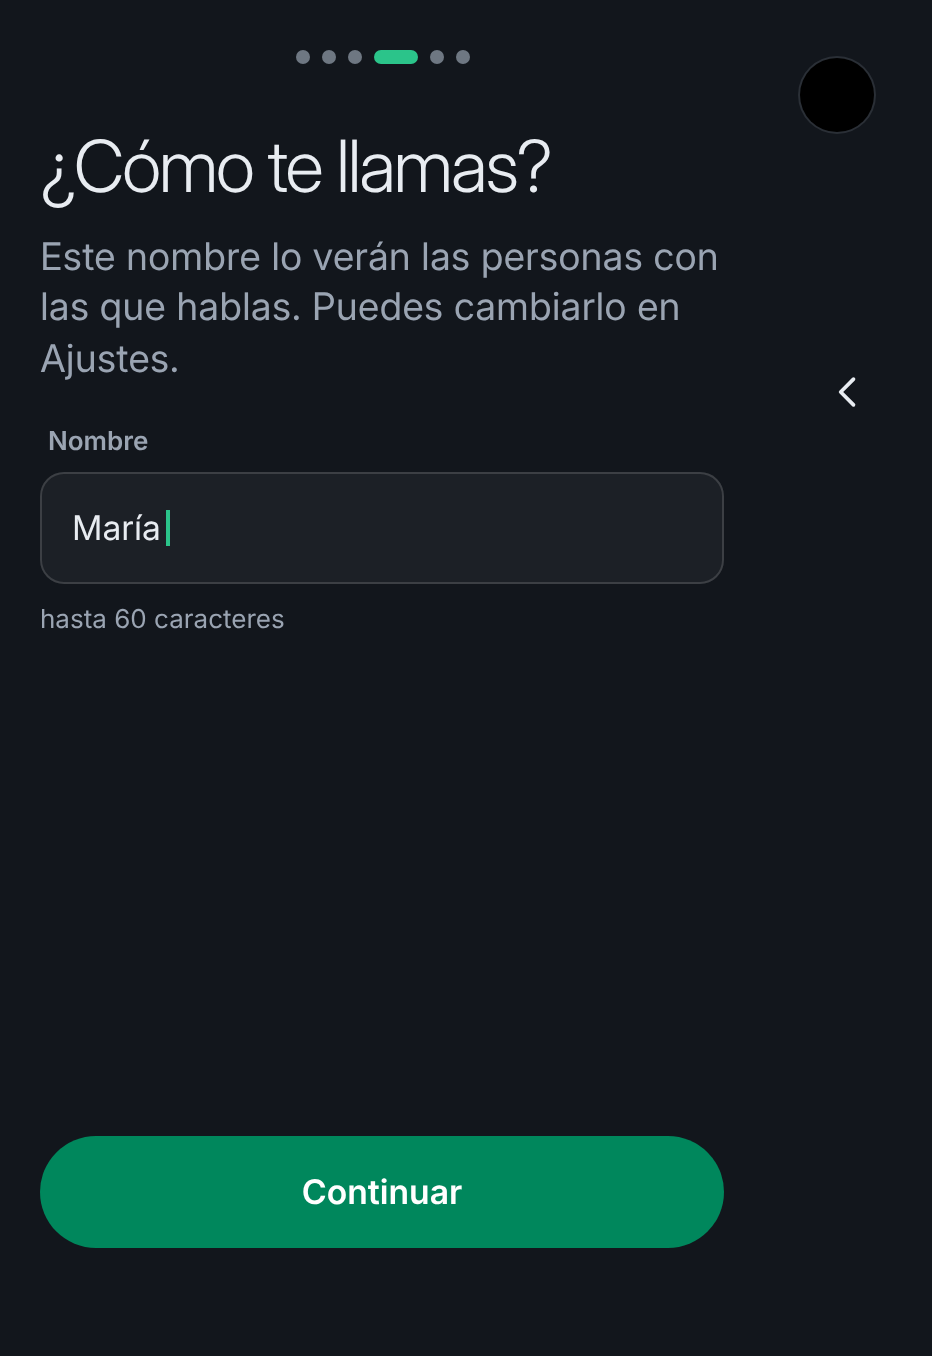 ¿Cómo te llamas?
Este nombre lo verán las personas con
las que hablas. Puedes cambiarlo en
Ajustes.
Nombre
María
hasta 60 caracteres
Continuar